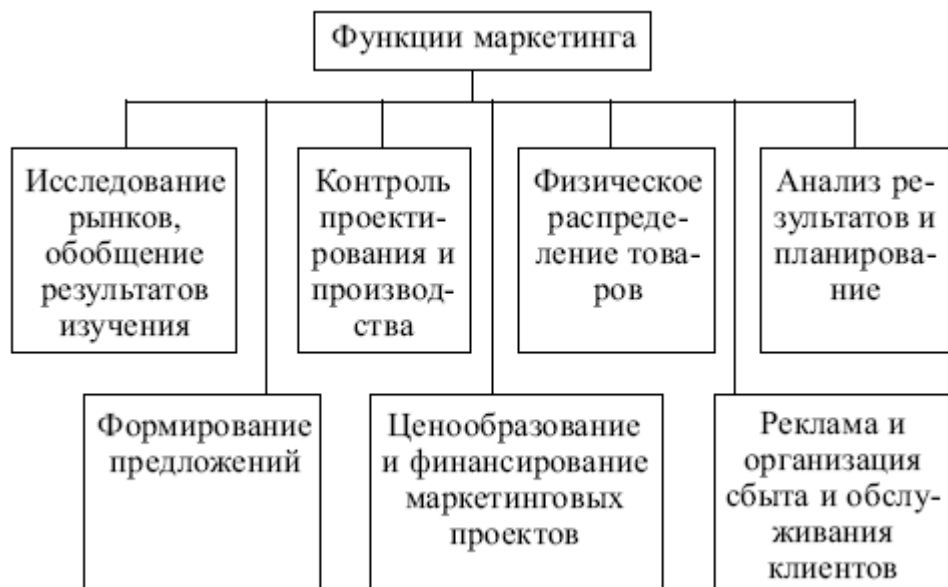 Функции маркетинга
Исследование
рынков,
обобщение
результатов
изучения
Контроль
проекти-
рования и
производ-
ства
Физическое
распреде-
ление това-
ров
Анализ ре-
зультатов и
планирова-
ние
Формирование
предложений
Ценообразование
и финансирование
маркетинговых
проектов
Реклама и
организация
сбыта и обслу-
живания
клиентов